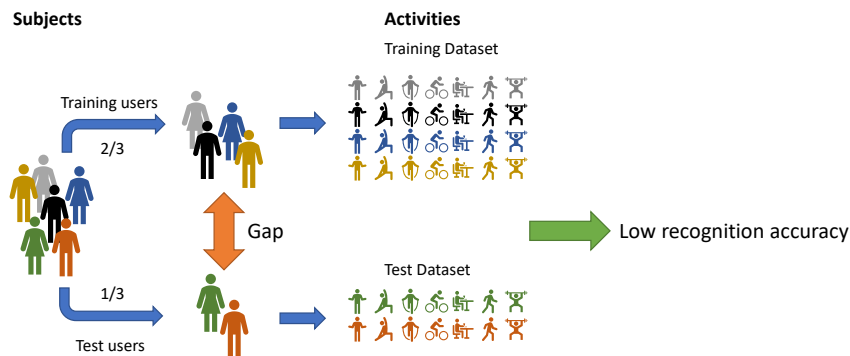 Subjects
Activities
Training Dataset
Training users
2/3
Gap
Low recognition accuracy
Test Dataset
1/3
Test users